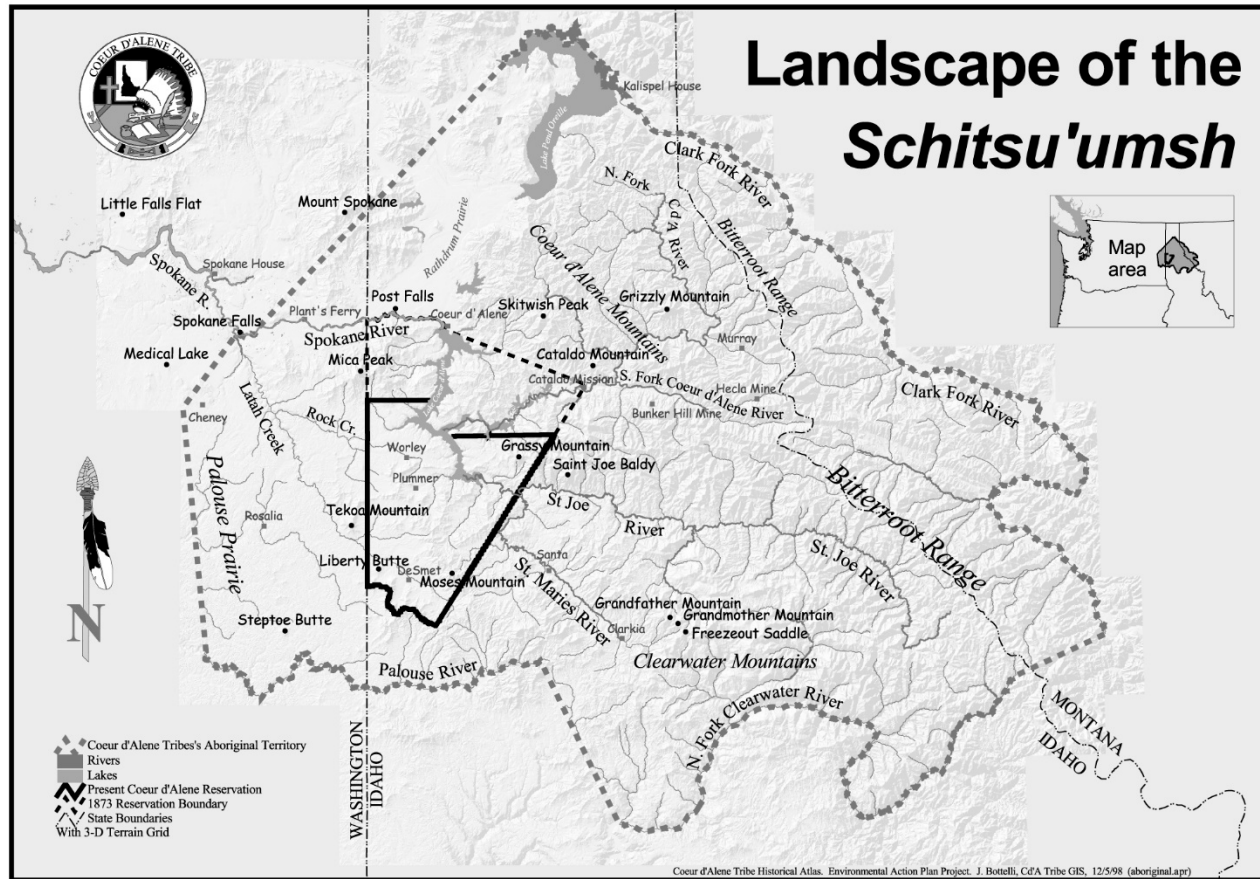 COEUR D'ALENE TRIBE
Landscape of the
Schitsu'umsh
Kalispel House
Lake Pend Oreille
Clark Fork River
N. Fork
Cd'A River
Bitterroot Range
Little Falls Flat
Mount Spokane
Rathdrum Prairie
Coeur d'Alene Mountains
Map
area
Spokane R.
Spokane House
Post Falls
Skitwish Peak
Grizzly Mountain
Plant's Ferry
Coeur d'Alene
Spokane Falls
Spokane River
Murray
Medical Lake
Mica Peak
Cataldo Mountain
Cataldo Mission
S. Fork Coeur d'Alene River
Hecla Mine
Bunker Hill Mine
Clark Fork River
Cheney
Latah Creek
Rock Cr.
Worley
Grassy Mountain
Saint Joe Baldy
Plummer
Palouse Prairie
Rosalia
Tekoa Mountain
St Joe
River
Bitterroot Range
St. Joe River
Liberty Butte
DeSmet
Moses Mountain
Santa
St. Maries River
Grandfather Mountain
Grandmother Mountain
Freezeout Saddle
Steptoe Butte
Clarkia
Clearwater Mountains
N
Palouse River
N. Fork Clearwater River
MONTANA
IDAHO
WASHINGTON
IDAHO
Coeur d'Alene Tribes's Aboriginal Territory
Rivers
Lakes
Present Coeur d'Alene Reservation
1873 Reservation Boundary
State Boundaries
With 3-D Terrain Grid
Coeur d'Alene Tribe Historical Atlas. Environmental Action Plan Project. J. Bottelli, Cd'A Tribe GIS, 12/5/98 (aboriginal.apr)